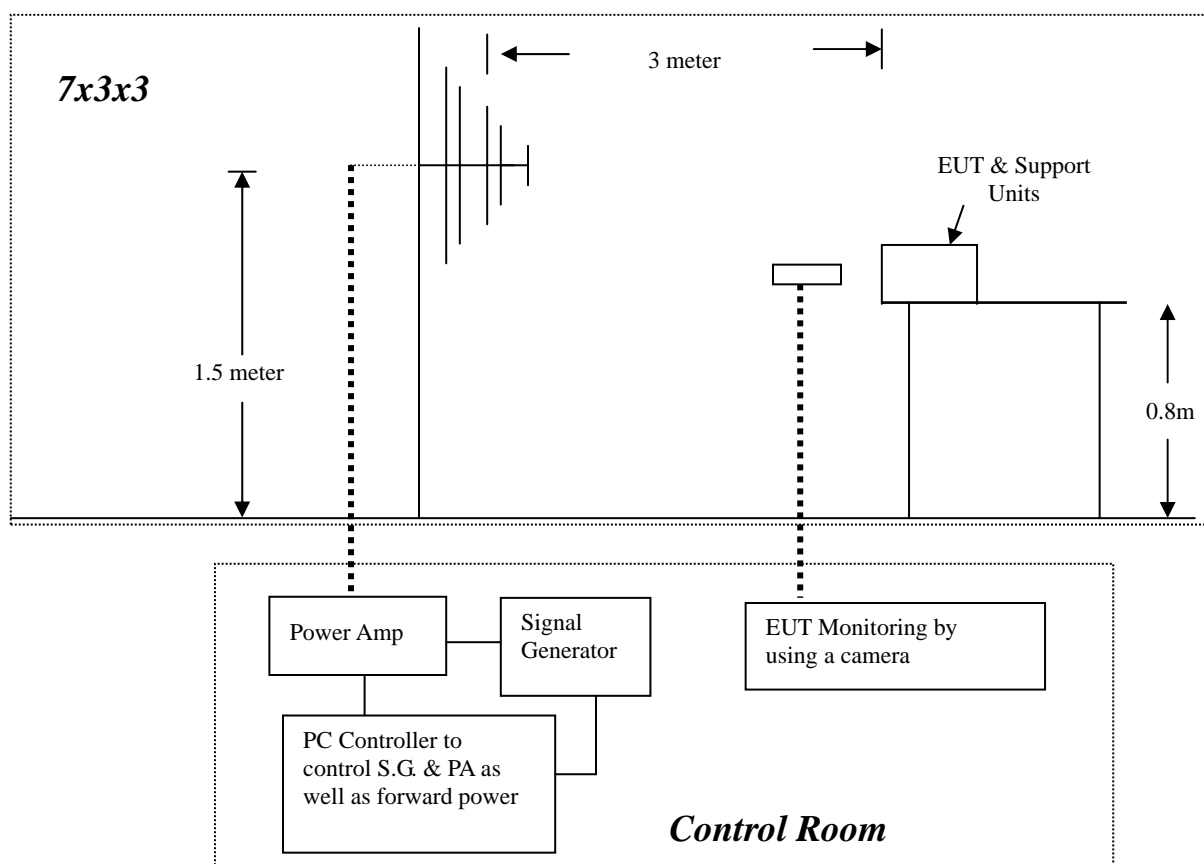 7x3x3
3 meter
EUT & Support
Units
1.5 meter
0.8m
Power Amp
Signal
Generator
EUT Monitoring by
using a camera
PC Controller to
control S.G. & PA as
well as forward power
Control Room